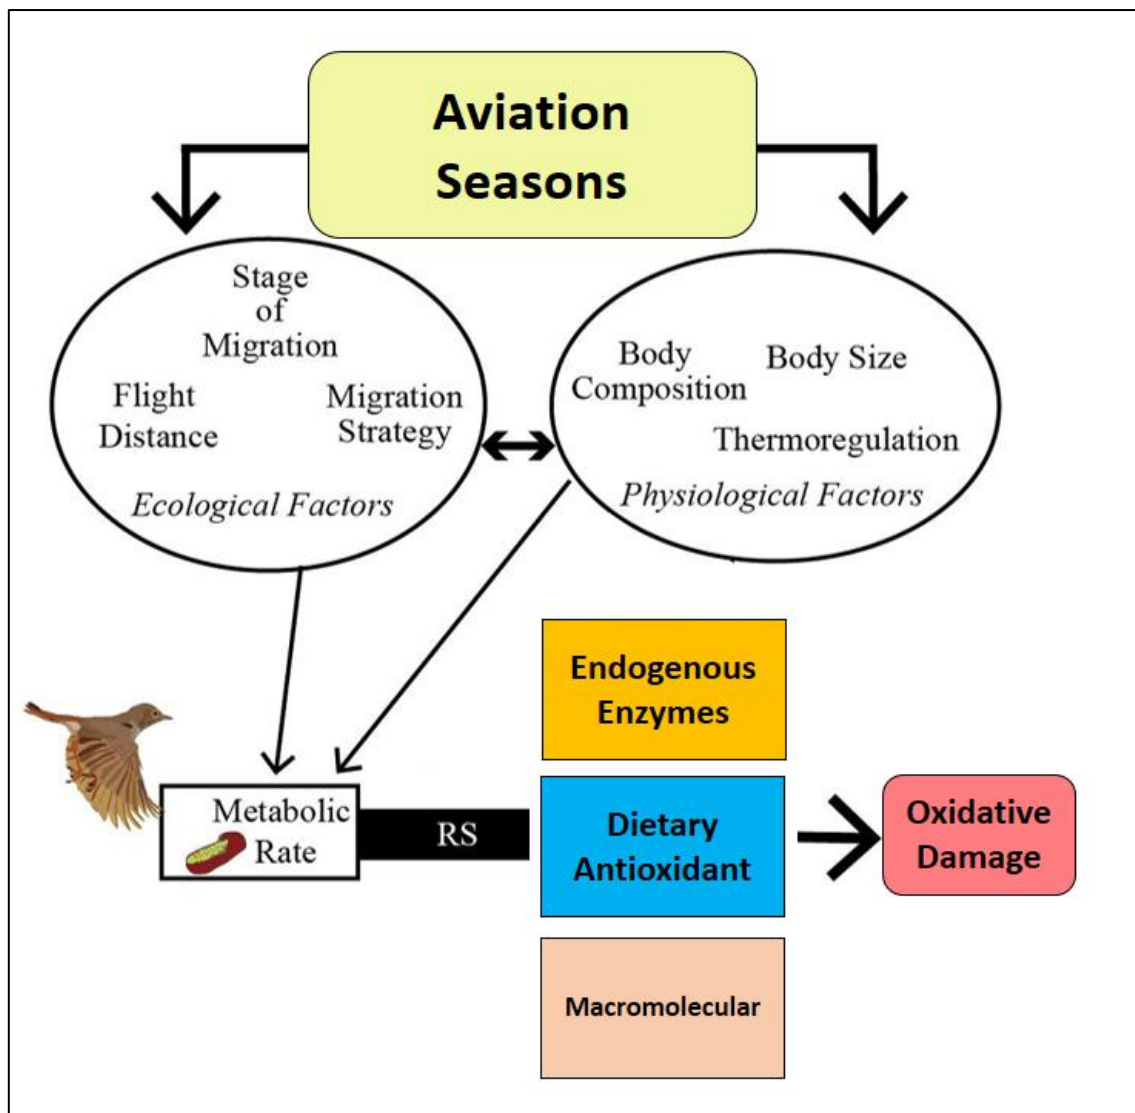 Aviation
Seasons
Stage
of
Migration
Flight
Distance
Migration
Strategy
Ecological Factors
Body
Composition
Body Size
Thermoregulation
Physiological Factors
Endogenous
Enzymes
Metabolic
Rate
RS
Dietary
Antioxidant
Oxidative
Damage
Macromolecular